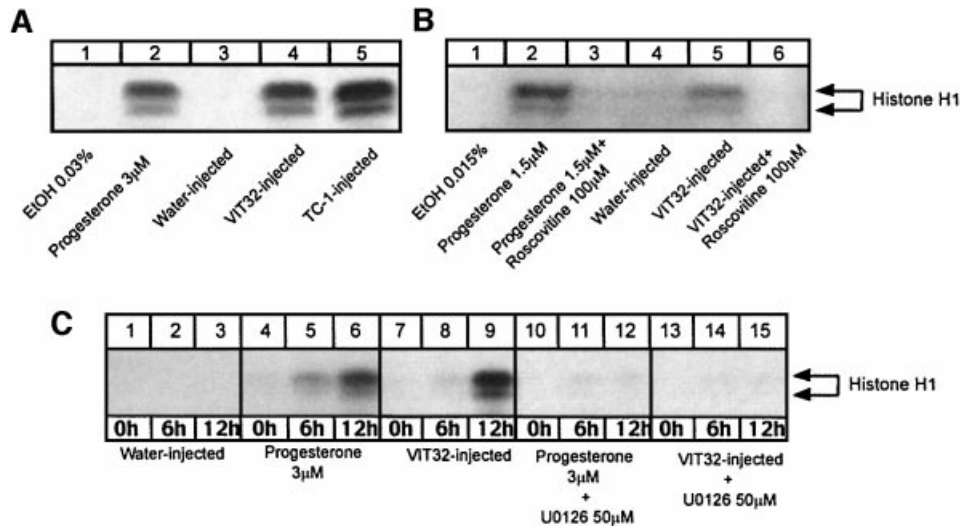 A
1 2 3 4 5
EtOH 0.03%
Progesterone 3μM
Water-injected
VIT32-injected
TC-1-injected
B
1 2 3 4 5 6
Histone H1
EtOH 0.015%
Progesterone 1.5μM
Progesterone 1.5μM+
Roscovitine 100μM
Water-injected
VIT32-injected
VIT32-injected+
Roscovitine 100μM
C
1 2 3 4 5 6 7 8 9 10 11 12 13 14 15
Histone H1
0h 6h 12h 0h 6h 12h 0h 6h 12h 0h 6h 12h 0h 6h 12h
Water-injected
Progesterone
3μM
VIT32-injected
Progesterone
3μM
+
U0126 50μM
VIT32-injected
+
U0126 50μM